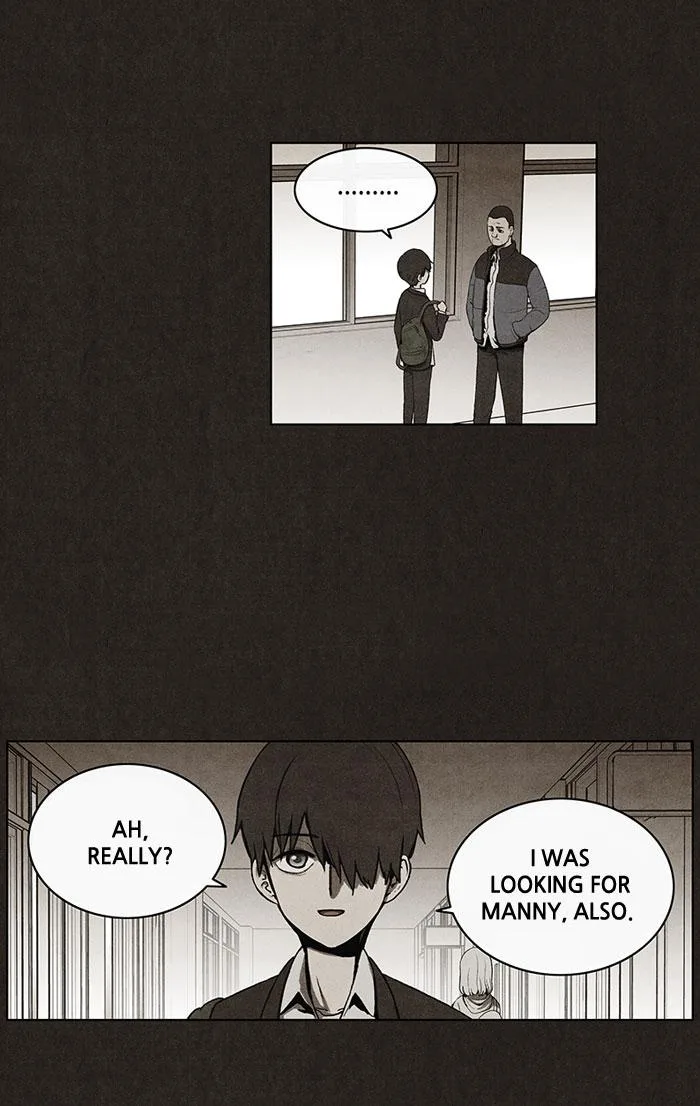 .........
AH,
REALLY?
I WAS
LOOKING FOR
MANNY, ALSO.